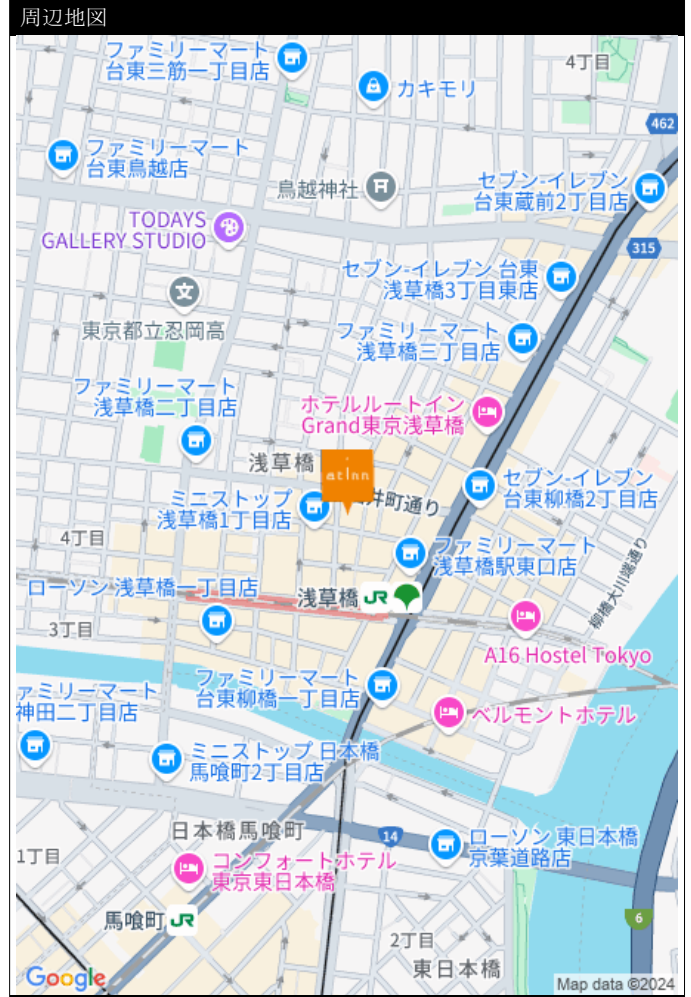 周辺地図
ファミリーマート
台東三筋一丁目店
4丁目
カキモリ
462
ファミリーマート
台東鳥越店
鳥越神社
セブン-イレブン
台東蔵前2丁目店
TODAYS
GALLERY STUDIO
315
セブン-イレブン 台東
浅草橋3丁目東店
東京都立忍岡高
ファミリーマート
浅草橋三丁目店
ファミリーマート
浅草橋二丁目店
ホテルルートイン
Grand東京浅草橋
浅草橋
at inn
井町通り
セブン-イレブン
台東柳橋2丁目店
ミニストップ
浅草橋1丁目店
4丁目
ファミリーマート
浅草橋駅東口店
柳橋大川端通り
ローソン 浅草橋一丁目店
浅草橋 JR
3丁目
A16 Hostel Tokyo
ファミリーマート
台東柳橋一丁目店
ァミリーマート
神田二丁目店
ベルモントホテル
ミニストップ 日本橋
馬喰町2丁目店
日本橋馬喰町
14
ローソン 東日本橋
京葉道路店
1丁目
コンフォートホテル
東京東日本橋
馬喰町 JR
6
2丁目
東日本橋
Google
Map data ©2024